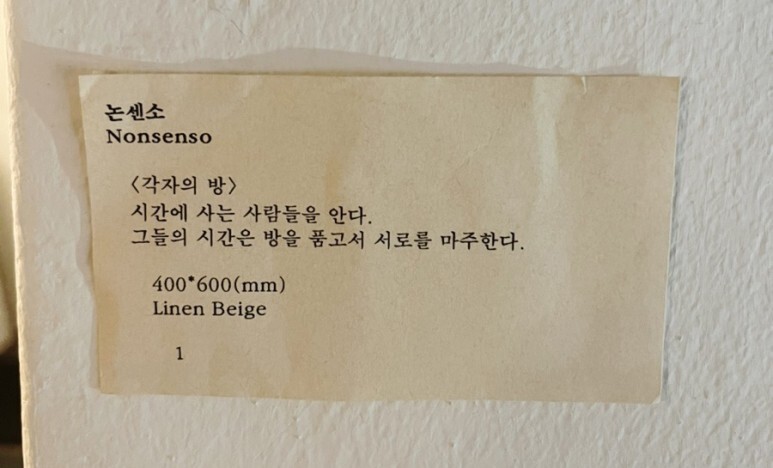 논센소
Nonsenso
〈각자의 방〉
시간에 사는 사람들을 안다.
그들의 시간은 방을 품고서 서로를 마주한다.
400*600(mm)
Linen Beige
1